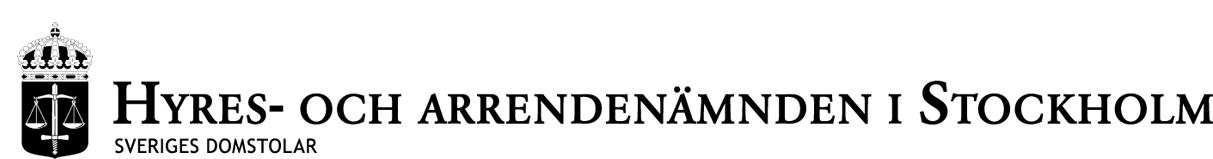 HYRES- OCH ARRENDENÄMNDEN I STOCKHOLM
SVERIGES DOMSTOLAR